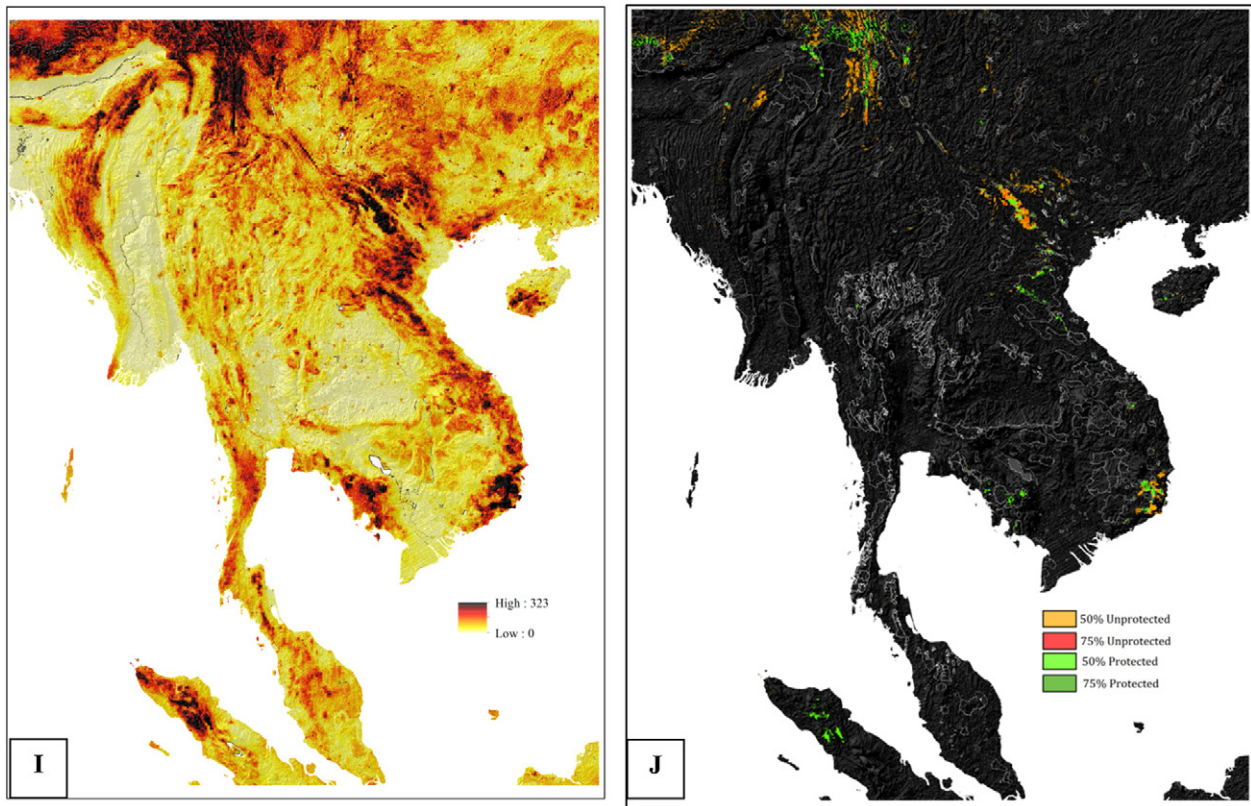 High : 323
Low : 0
I
50% Unprotected
75% Unprotected
50% Protected
75% Protected
J